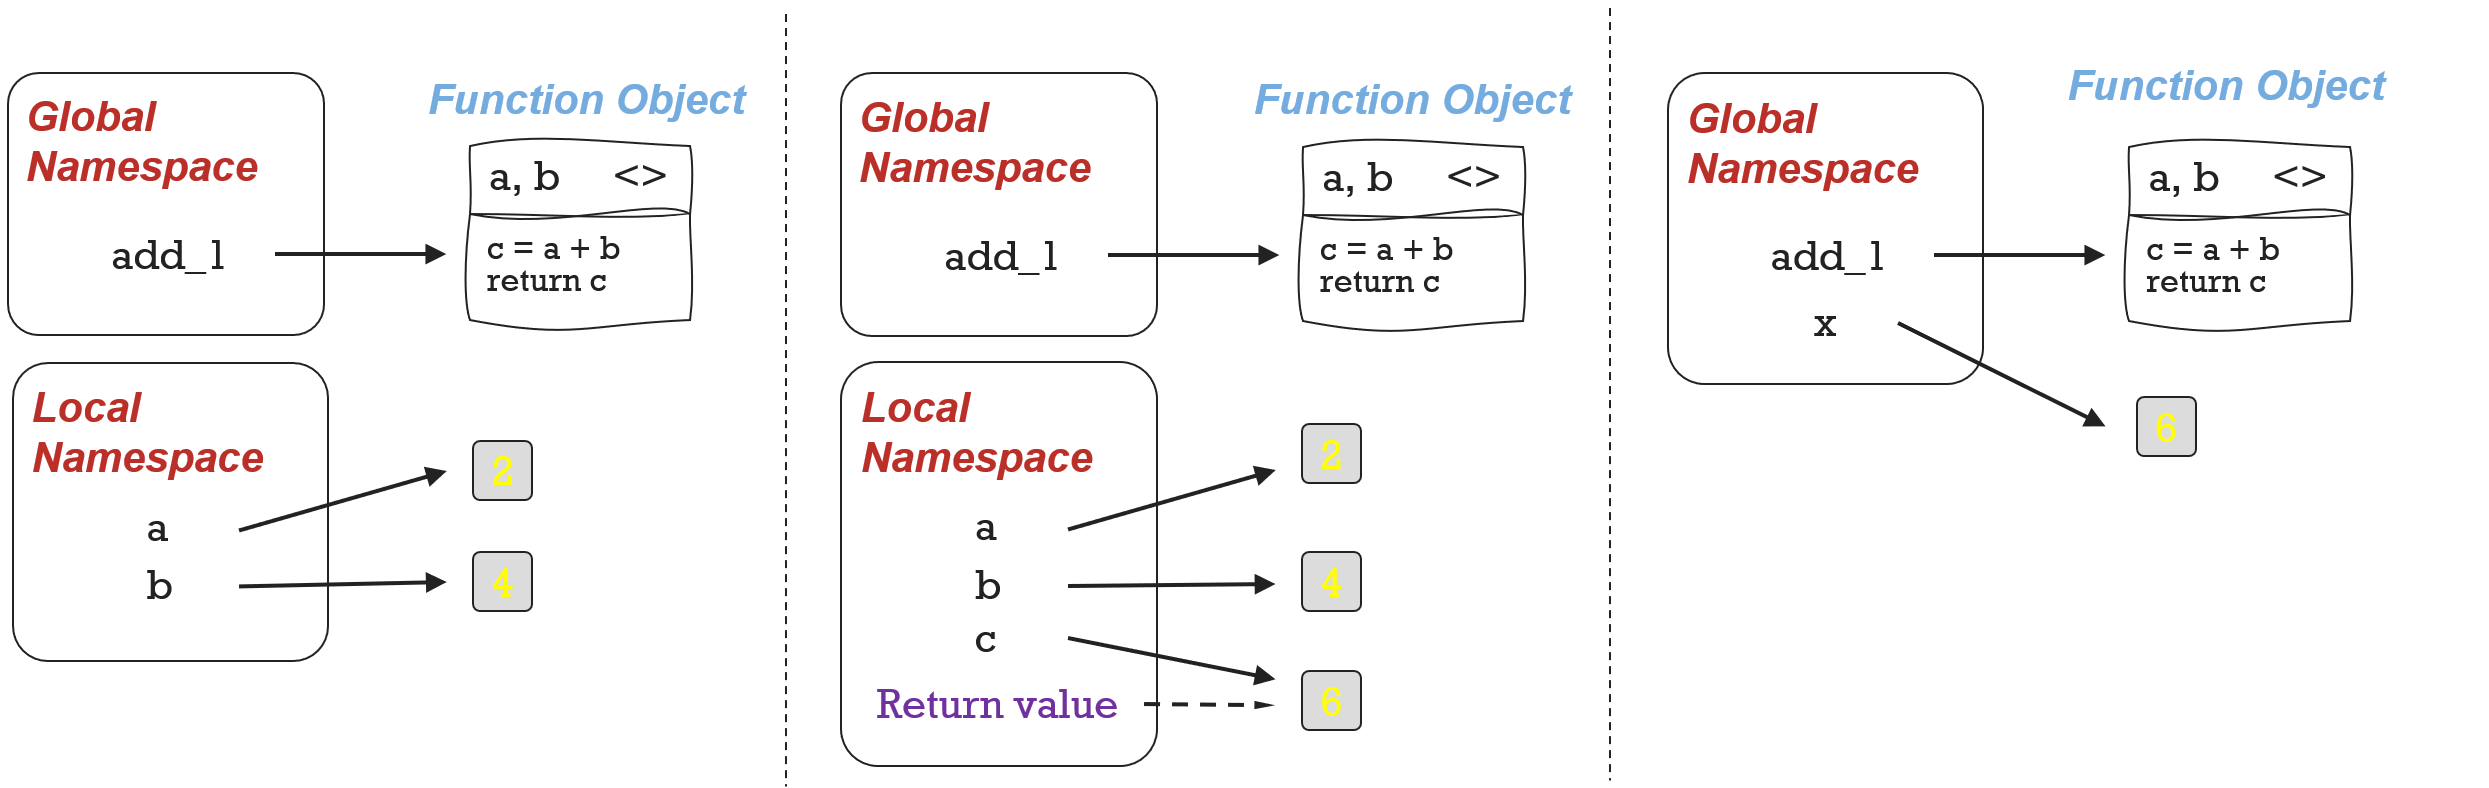 Global
Namespace
add_1
Function Object
a, b <>
c = a + b
return c
Local
Namespace
a
b
2
4
Global
Namespace
add_1
Function Object
a, b <>
c = a + b
return c
Local
Namespace
a
b
c
Return value
2
4
6
Global
Namespace
add_1
x
Function Object
a, b <>
c = a + b
return c
6